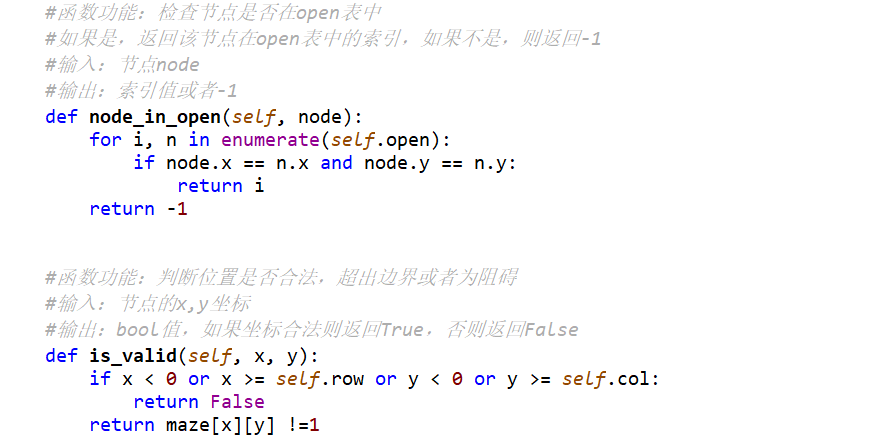 #函数功能：检查节点是否在open表中
#如果是，返回该节点在open表中的索引，如果不是，则返回-1
#输入：节点node
#输出：索引值或者-1
def node_in_open(self, node):
    for i, n in enumerate(self.open):
        if node.x == n.x and node.y == n.y:
            return i
    return -1
#函数功能：判断位置是否合法，超出边界或者为阻碍
#输入：节点的x,y坐标
#输出：bool值，如果坐标合法则返回True，否则返回False
def is_valid(self, x, y):
    if x < 0 or x >= self.row or y < 0 or y >= self.col:
        return False
    return maze[x][y] !=1